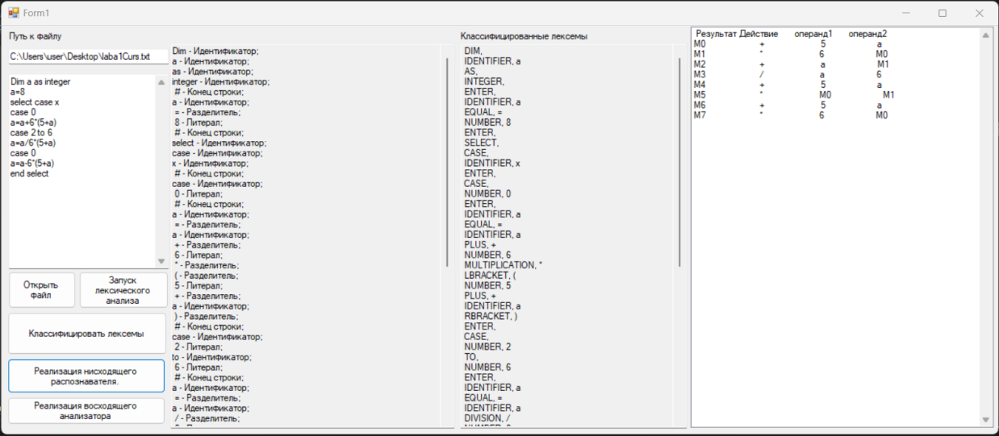 Form1
Путь к файлу
C:\Users\user\Desktop\laba1Curs.txt
Dim a as integer
a=8
select case x
case 0
a=a+6*(5+a)
case 2 to 6
a=a/6*(5+a)
case 0
a=a-6*(5+a)
end select
Открыть файл
Запуск лексического анализа
Классифицировать лексемы
Реализация нисходящего распознавателя.
Реализация восходящего анализатора
Dim - Идентификатор;
a - Идентификатор;
as - Идентификатор;
integer - Идентификатор;
# - Конец строки;
a - Идентификатор;
= - Разделитель;
8 - Литерал;
# - Конец строки;
select - Идентификатор;
case - Идентификатор;
x - Идентификатор;
# - Конец строки;
case - Идентификатор;
0 - Литерал;
# - Конец строки;
a - Идентификатор;
= - Разделитель;
a - Идентификатор;
+ - Разделитель;
6 - Литерал;
* - Разделитель;
( - Разделитель;
5 - Литерал;
+ - Разделитель;
a - Идентификатор;
) - Разделитель;
# - Конец строки;
case - Идентификатор;
2 - Литерал;
to - Идентификатор;
6 - Литерал;
# - Конец строки;
a - Идентификатор;
= - Разделитель;
a - Идентификатор;
/ - Разделитель;
Классифицированные лексемы
DIM,
IDENTIFIER, a
AS,
INTEGER,
ENTER,
IDENTIFIER, a
EQUAL, =
NUMBER, 8
ENTER,
SELECT,
CASE,
IDENTIFIER, x
ENTER,
CASE,
NUMBER, 0
ENTER,
IDENTIFIER, a
EQUAL, =
IDENTIFIER, a
PLUS, +
NUMBER, 6
MULTIPLICATION, *
LBRACKET, (
NUMBER, 5
PLUS, +
IDENTIFIER, a
RBRACKET, )
ENTER,
CASE,
NUMBER, 2
TO,
NUMBER, 6
ENTER,
IDENTIFIER, a
EQUAL, =
IDENTIFIER, a
DIVISION, /
Результат Действие операнд1 операнд2
M0 + 5 a
M1 * 6 M0
M2 + a M1
M3 / a 6
M4 + 5 a
M5 * M0 M1
M6 + 5 a
M7 * 6 M0